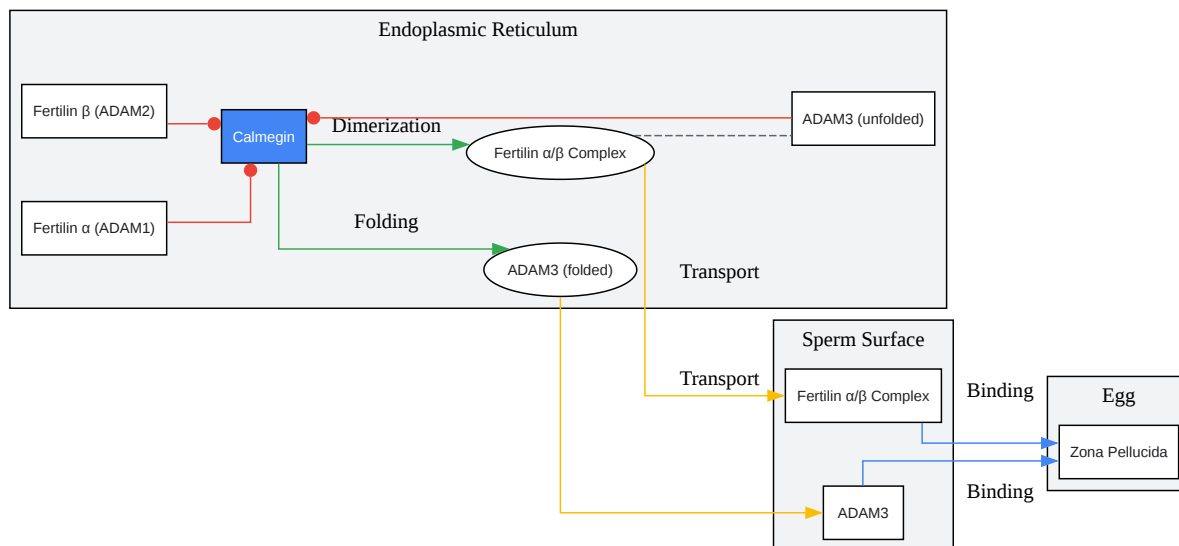 Endoplasmic Reticulum
Fertilin β (ADAM2)
Calmegin
Dimerization
Fertilin α/β Complex
ADAM3 (unfolded)
Fertilin α (ADAM1)
Folding
ADAM3 (folded)
Transport
Sperm Surface
Transport
Fertilin α/β Complex
Binding
Egg
Zona Pellucida
Binding
ADAM3